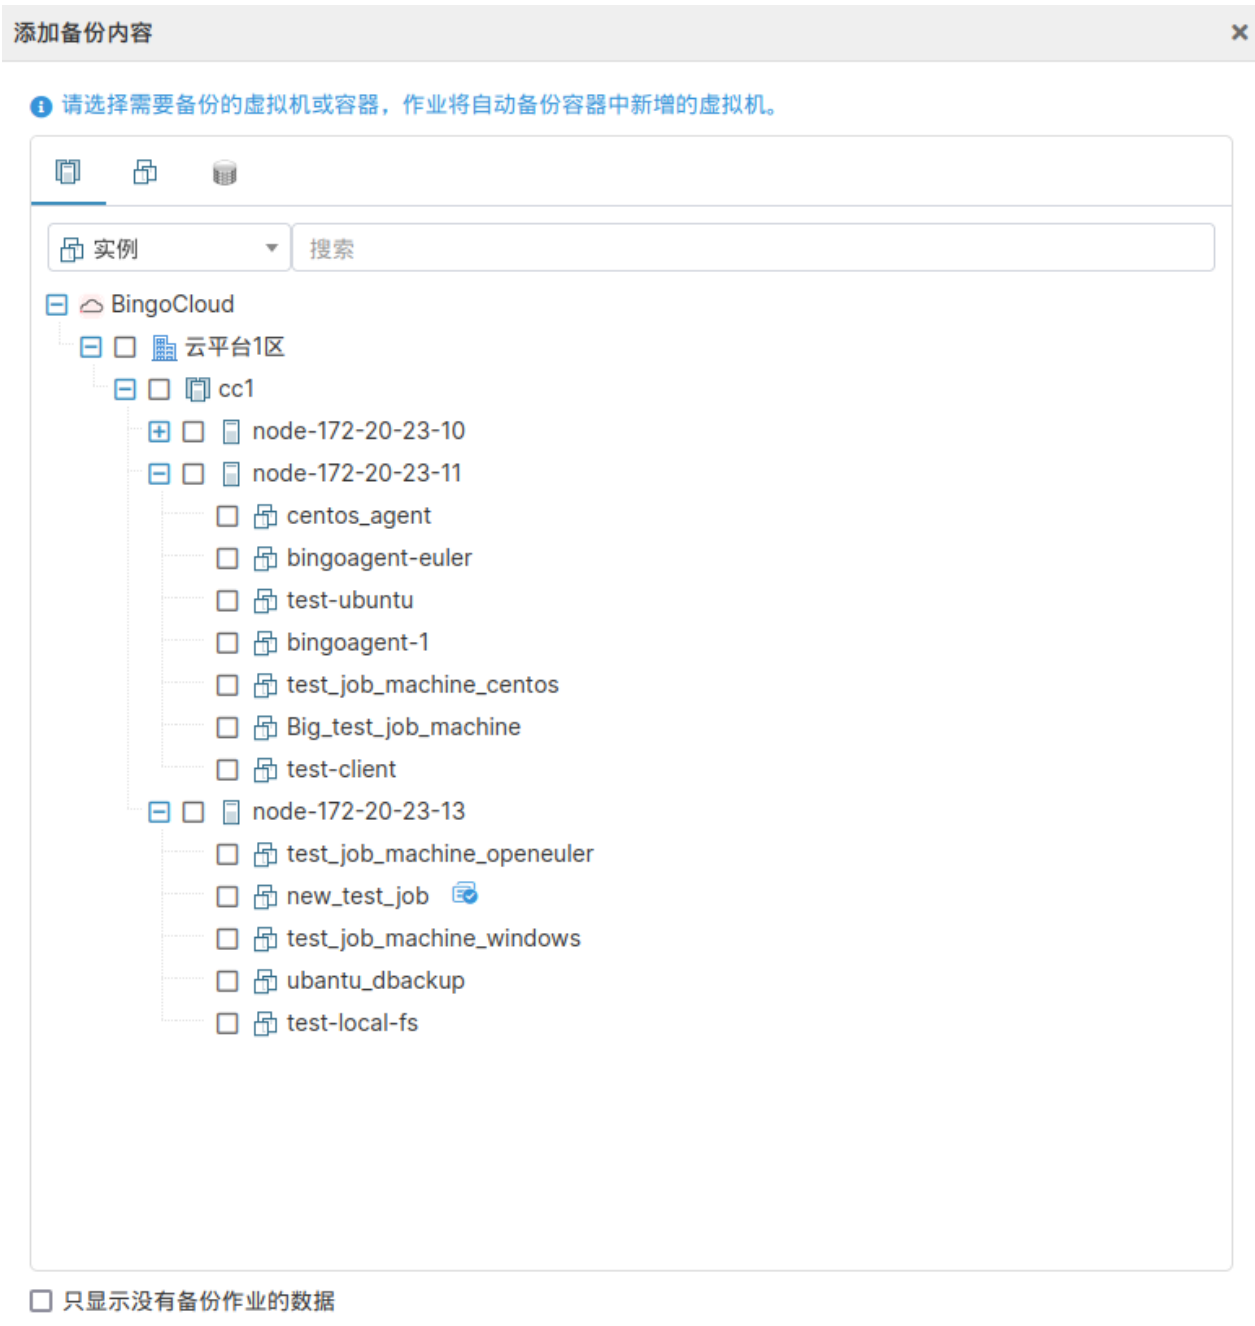 添加备份内容
请选择需要备份的虚拟机或容器，作业将自动备份容器中新增的虚拟机。
实例
搜索
BingoCloud
云平台1区
cc1
node-172-20-23-10
node-172-20-23-11
centos_agent
bingoagent-euler
test-ubuntu
bingoagent-1
test_job_machine_centos
Big_test_job_machine
test-client
node-172-20-23-13
test_job_machine_openeuler
new_test_job
test_job_machine_windows
ubantu_dbackup
test-local-fs
只显示没有备份作业的数据